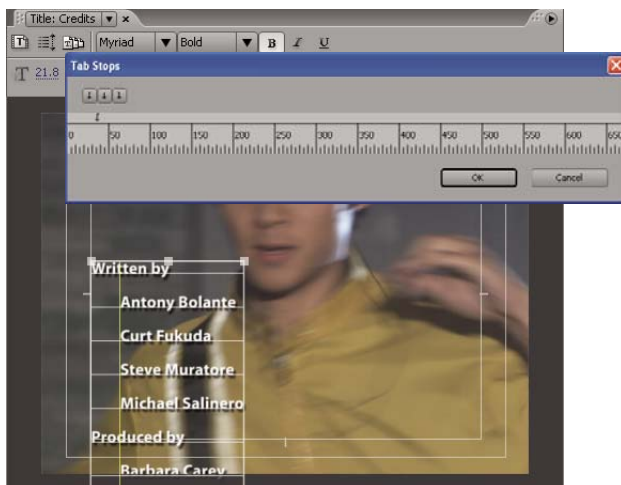 Title: Credits
Myriad Bold B I U
T 21.8
Tab Stops
0 50 100 150 200 250 300 350 400 450 500 550 600 650
OK Cancel
Written by
Antony Bolante
Curt Fukuda
Steve Muratore
Michael Salinero
Produced by
Barbara Carey